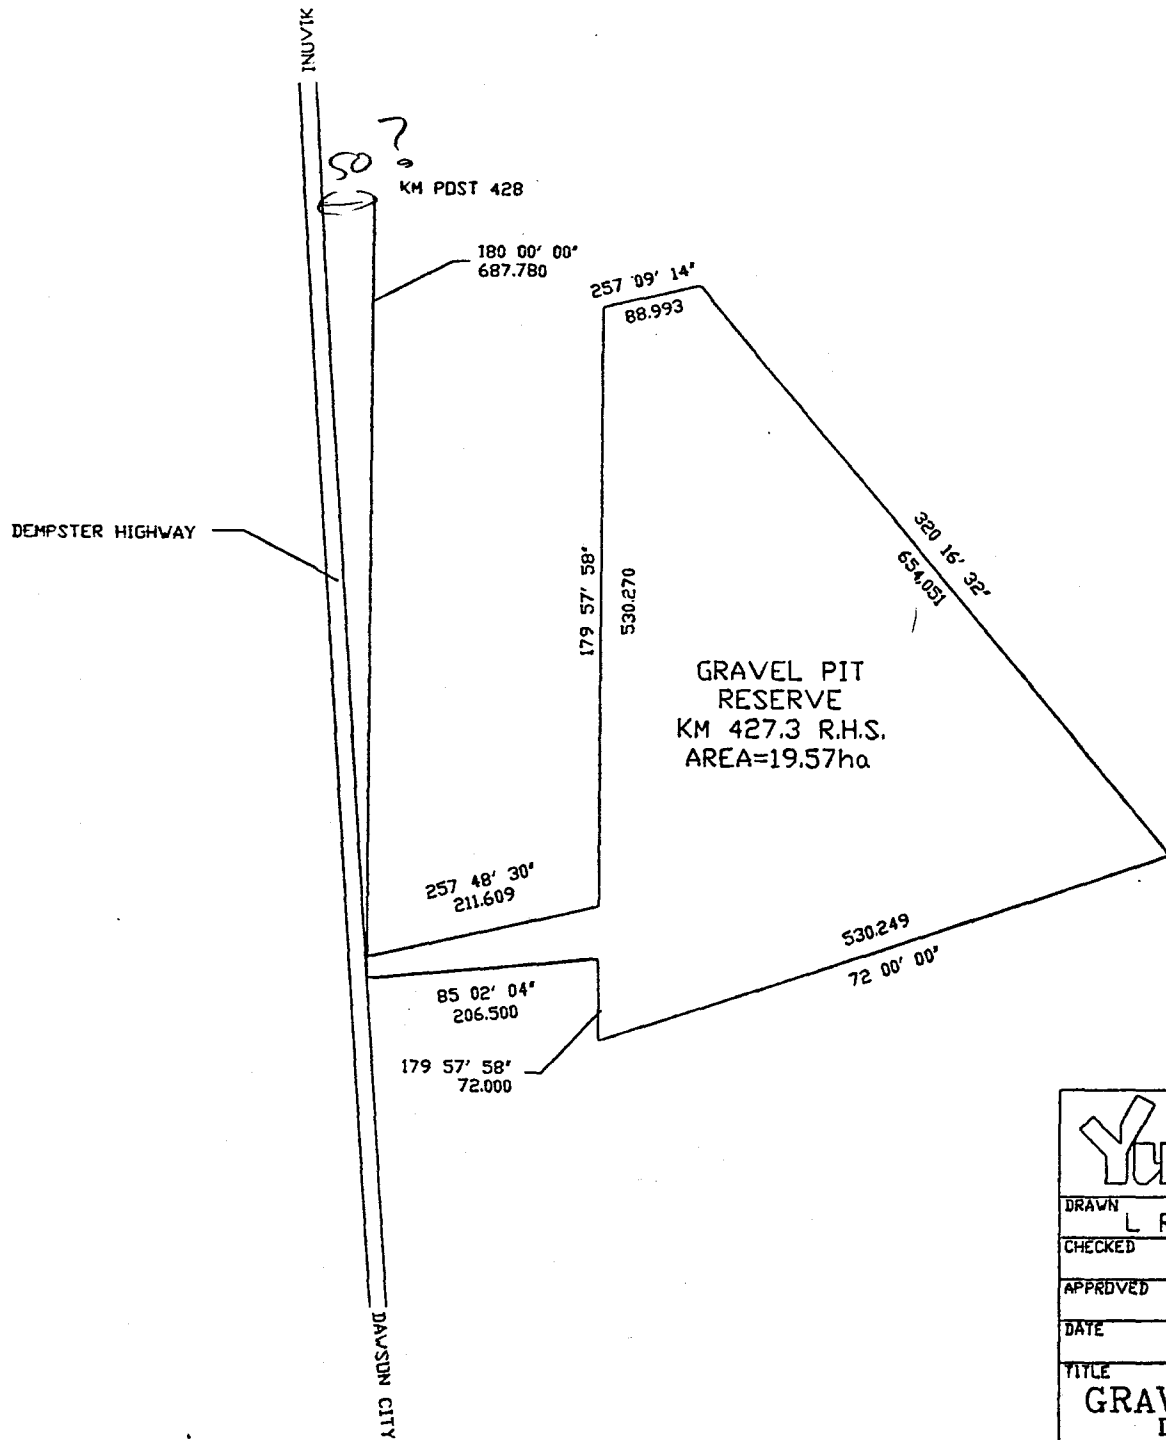 INUVIK
50 ?
KM POST 428
180 00' 00"
687.780
257 09' 14"
88.993
DEMPSTER HIGHWAY
179 57' 58"
530.270
320 16' 32"
654.051
GRAVEL PIT
RESERVE
KM 427.3 R.H.S.
AREA=19.57ha
257 48' 30"
211.609
530.249
72 00' 00"
85 02' 04"
206.500
179 57' 58"
72.000
DAWSON CITY
Yu
DRAWN
L
CHECKED
APPROVED
DATE
TITLE
GRAV